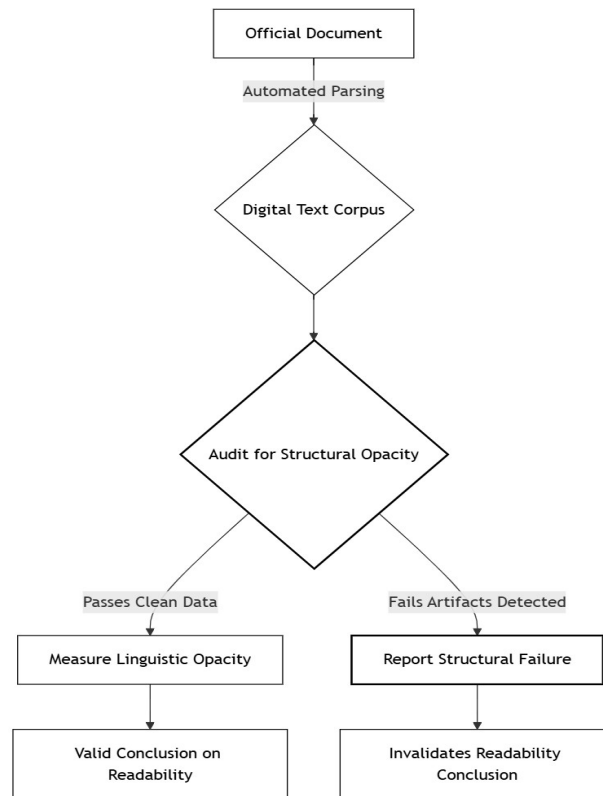 Official Document
Automated Parsing
Digital Text Corpus
Audit for Structural Opacity
Passes Clean Data
Fails Artifacts Detected
Measure Linguistic Opacity
Report Structural Failure
Valid Conclusion on
Readability
Invalidates Readability
Conclusion